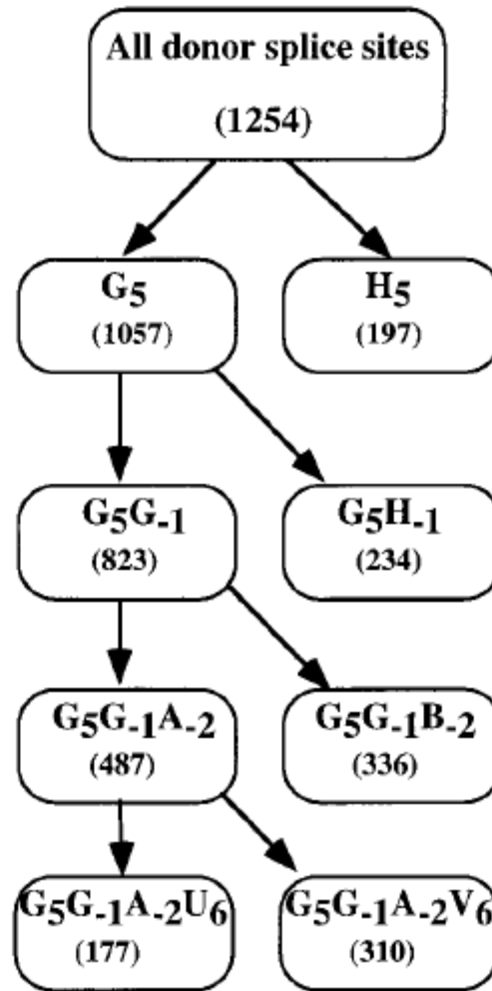 All donor splice sites
(1254)
G5
(1057)
H5
(197)
G5G-1
(823)
G5H-1
(234)
G5G-1A-2
(487)
G5G-1B-2
(336)
G5G-1A-2U6
(177)
G5G-1A-2V6
(310)